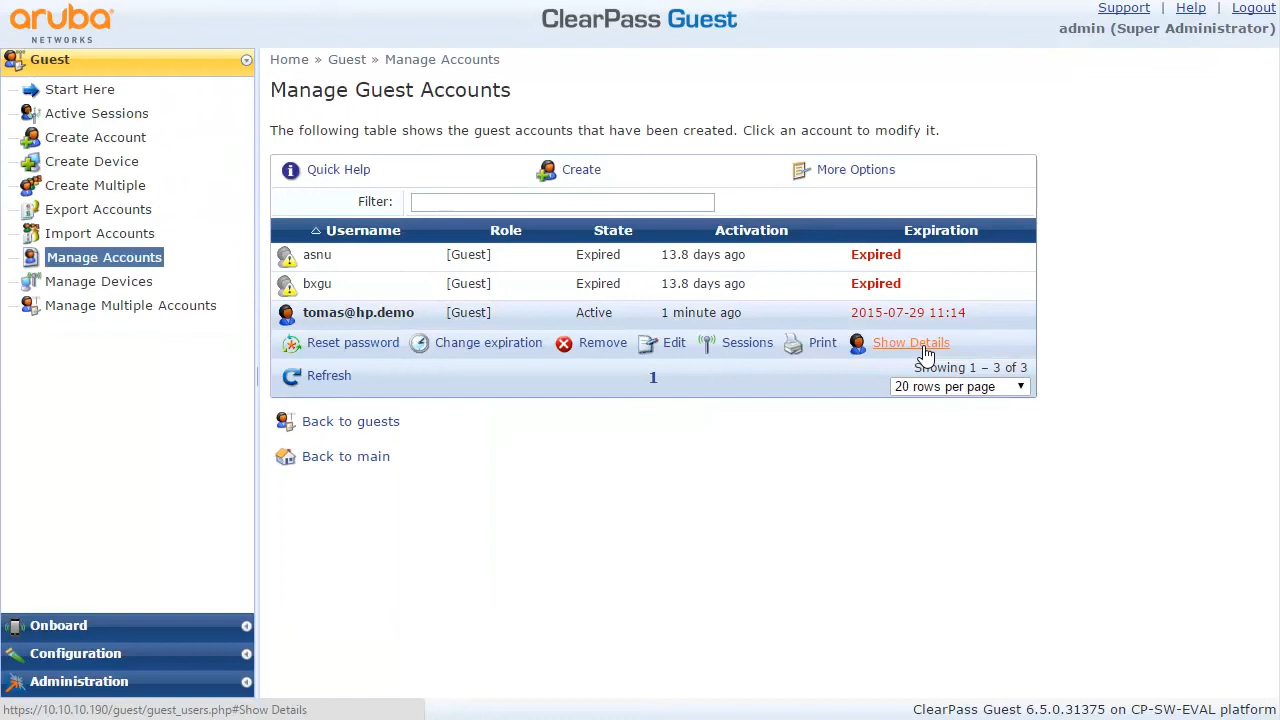 aruba
NETWORKS
ClearPass Guest
Support | Help | Logout
admin (Super Administrator)
Guest
Start Here
Active Sessions
Create Account
Create Device
Create Multiple
Export Accounts
Import Accounts
Manage Accounts
Manage Devices
Manage Multiple Accounts
Onboard
Configuration
Administration
Home » Guest » Manage Accounts
Manage Guest Accounts
The following table shows the guest accounts that have been created. Click an account to modify it.
Quick Help Create More Options
Filter:
Username Role State Activation Expiration
asnu [Guest] Expired 13.8 days ago Expired
bxgu [Guest] Expired 13.8 days ago Expired
tomas@hp.demo [Guest] Active 1 minute ago 2015-07-29 11:14
Reset password Change expiration Remove Edit Sessions Print Show Details
Refresh 1 Showing 1 – 3 of 3
20 rows per page
Back to guests
Back to main
https://10.10.10.190/guest/guest_users.php#Show Details
ClearPass Guest 6.5.0.31375 on CP-SW-EVAL platform